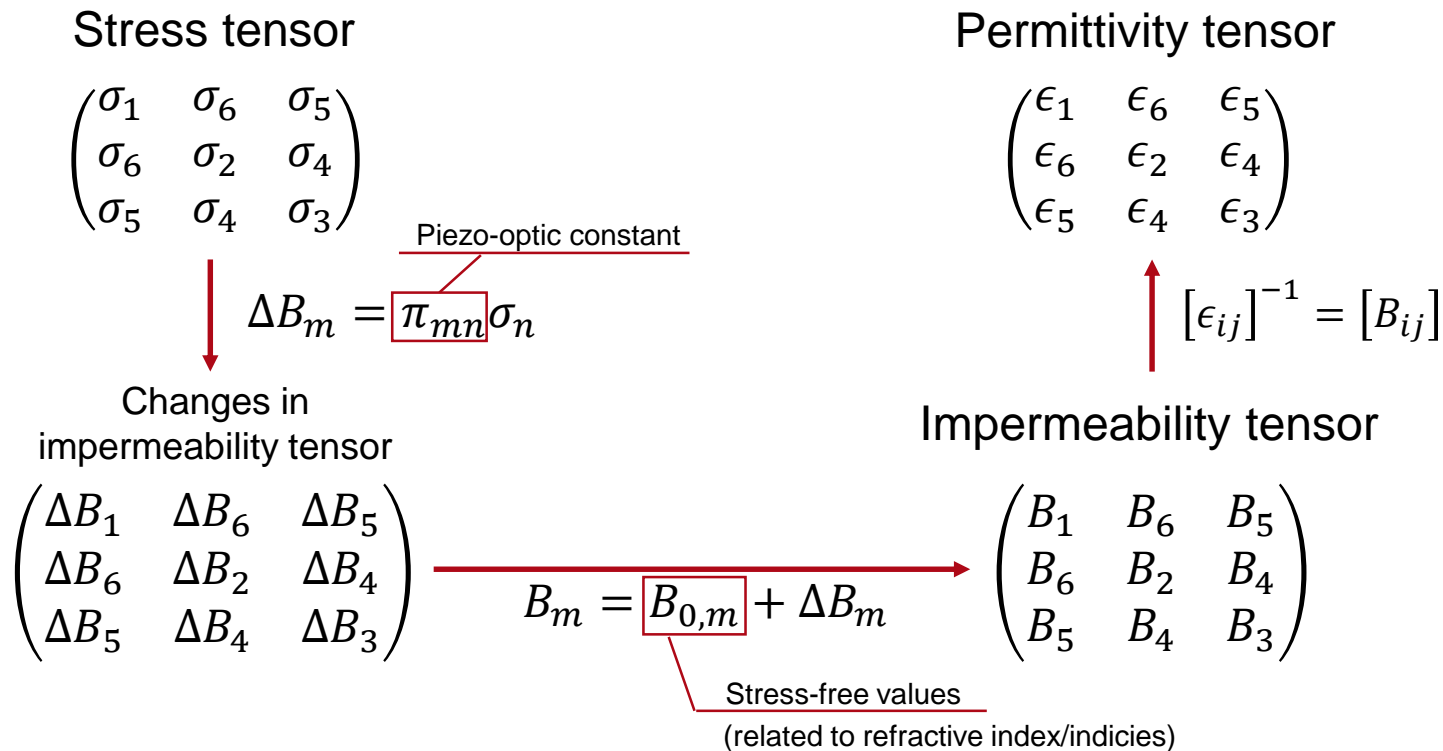 Stress tensor
(σ₁ σ₆ σ₅
σ₆ σ₂ σ₄
σ₅ σ₄ σ₃)
Piezo-optic constant
ΔBₘ = πₘₙσₙ
Changes in
impermeability tensor
(ΔB₁ ΔB₆ ΔB₅
ΔB₆ ΔB₂ ΔB₄
ΔB₅ ΔB₄ ΔB₃)
Bₘ = B₀,ₘ + ΔBₘ
Stress-free values
(related to refractive index/indicies)
Permittivity tensor
(ϵ₁ ϵ₆ ϵ₅
ϵ₆ ϵ₂ ϵ₄
ϵ₅ ϵ₄ ϵ₃)
[ϵᵢⱼ]⁻¹ = [Bᵢⱼ]
Impermeability tensor
(B₁ B₆ B₅
B₆ B₂ B₄
B₅ B₄ B₃)